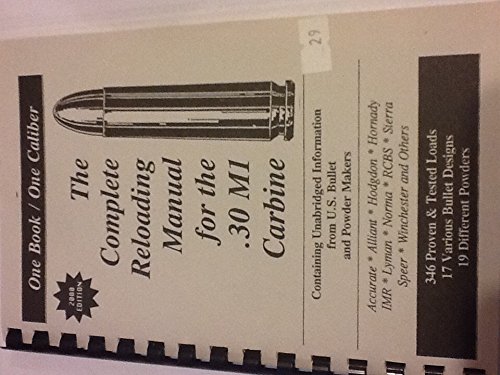 One Book / One Caliber
2000
EDITION
29
The
Complete
Reloading
Manual
for the
.30 M1
Carbine
Containing Unabridged Information
from U.S. Bullet
and Powder Makers
Accurate * Alliant * Hodgdon * Hornady
IMR * Lyman * Norma * RCBS * Sierra
Speer * Winchester and Others
346 Proven & Tested Loads
17 Various Bullet Designs
19 Different Powders